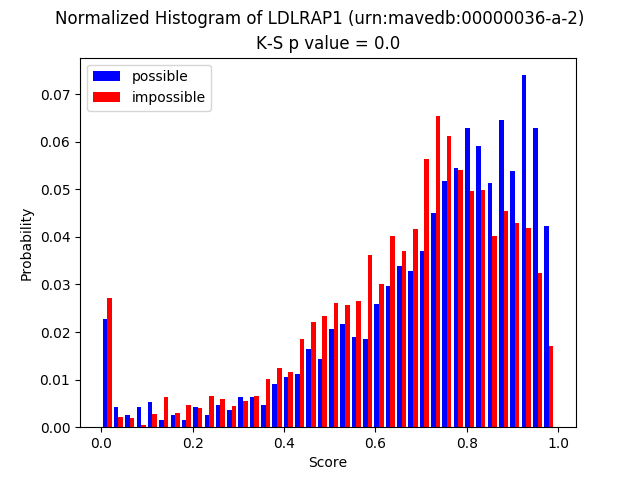 Normalized Histogram of LDLRAP1 (urn:mavedb:00000036-a-2)
K-S p value = 0.0
possible
impossible
0.07
0.06
0.05
0.04
0.03
0.02
0.01
0.00
Probability
0.0 0.2 0.4 0.6 0.8 1.0
Score